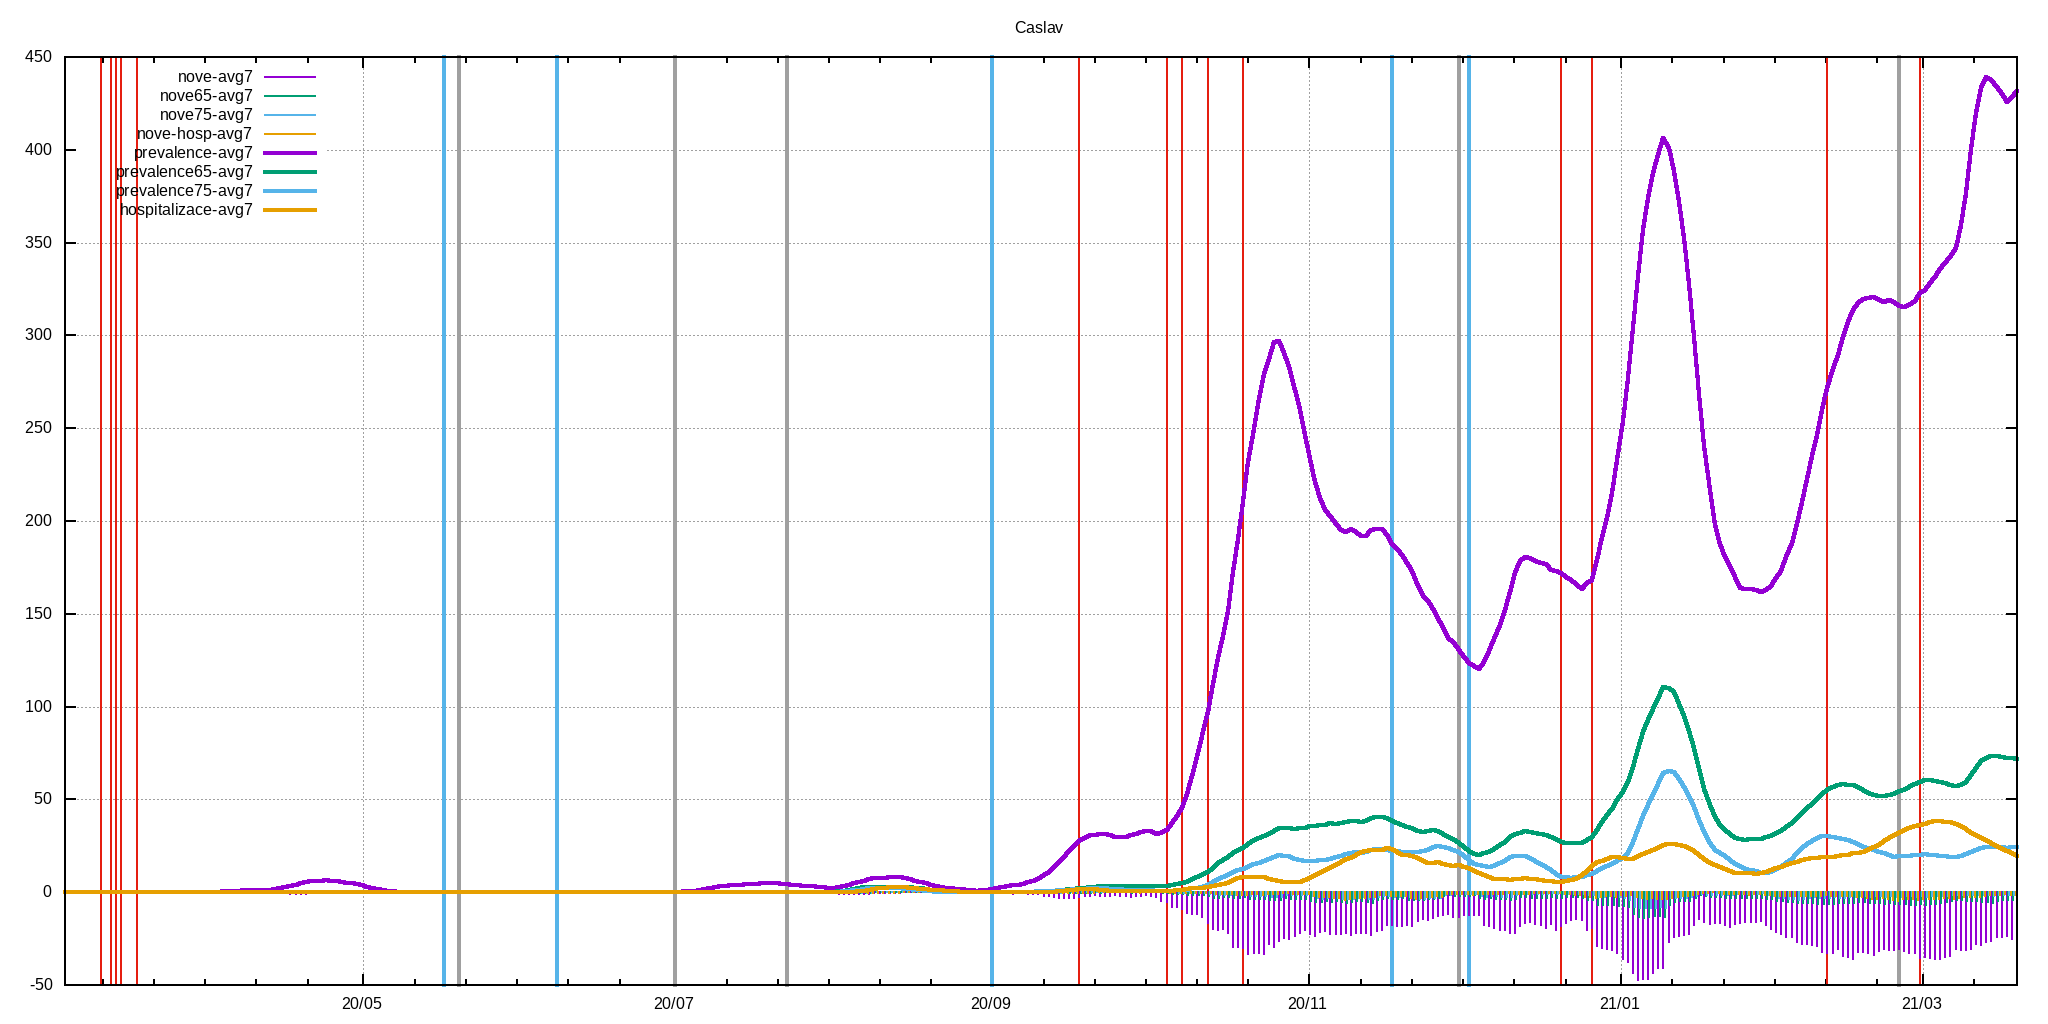 Caslav
450
400
350
300
250
200
150
100
50
0
-50
nove-avg7
nove65-avg7
nove75-avg7
nove-hosp-avg7
prevalence-avg7
prevalence65-avg7
prevalence75-avg7
hospitalizace-avg7
20/05 20/07 20/09 20/11 21/01 21/03